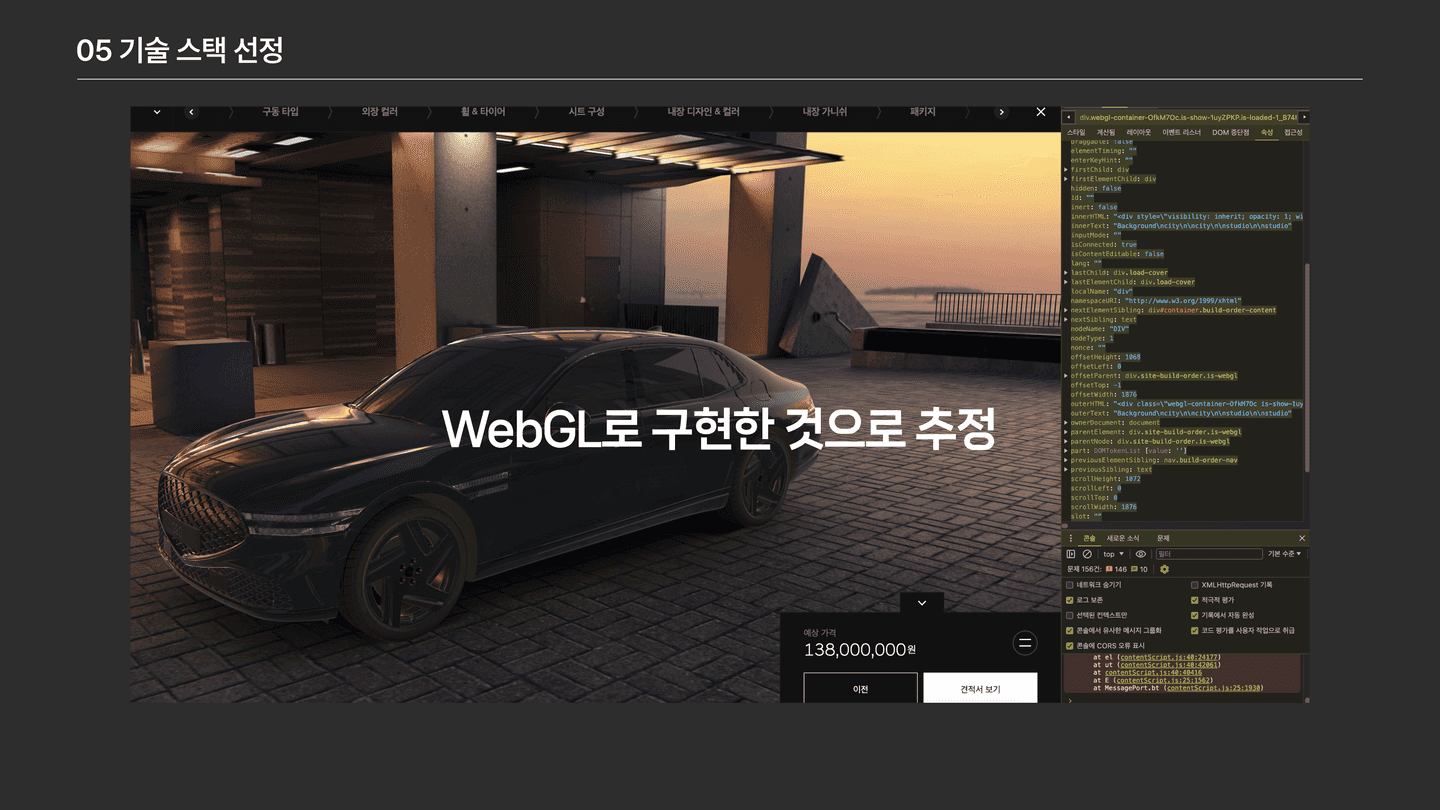 05 기술 스택 선정
구동 타입
외장 컬러
휠 & 타이어
시트 구성
내장 디자인 & 컬러
내장 가니쉬
패키지
WebGL로 구현한 것으로 추정
예상 가격
138,000,000원
이전
견적서 보기
div.webgl-container-OfkM7Oc.is-show-1uyZPKP.is-loaded-1_B74
스타일 계산됨 레이아웃 이벤트 리스너 DOM 중단점 속성 접근성
draggable: false
elementTiming: ""
enterKeyHint: ""
firstChild: div
firstElementChild: div
hidden: false
id: ""
inert: false
innerHTML: "<div style=\"visibility: inherit; opacity: 1; wi
innerText: "Background\ncity\n\ncity\n\nstudio\n\nstudio"
inputMode: ""
isConnected: true
isContentEditable: false
lang: ""
lastChild: div.load-cover
lastElementChild: div.load-cover
localName: "div"
namespaceURI: "http://www.w3.org/1999/xhtml"
nextElementSibling: div#container.build-order-content
nextSibling: text
nodeName: "DIV"
nodeType: 1
nonce: ""
offsetHeight: 1068
offsetLeft: 0
offsetParent: div.site-build-order.is-webgl
offsetTop: -1
offsetWidth: 1876
outerHTML: "<div class=\"webgl-container-OfkM7Oc is-show-1uy
outerText: "Background\ncity\n\ncity\n\nstudio\n\nstudio"
ownerDocument: document
parentElement: div.site-build-order.is-webgl
parentNode: div.site-build-order.is-webgl
part: DOMTokenList [value: '']
previousElementSibling: nav.build-order-nav
previousSibling: text
scrollHeight: 1072
scrollLeft: 0
scrollTop: 0
scrollWidth: 1876
slot: ""
콘솔 새로운 소식 문제
top 필터 기본 수준
문제 156건: 146 10
네트워크 숨기기 XMLHttpRequest 기록
로그 보존 적극적 평가
선택된 컨텍스트만 기록에서 자동 완성
콘솔에서 유사한 메시지 그룹화 코드 평가를 사용자 작업으로 취급
콘솔에 CORS 오류 표시
at el (contentScript.js:40:24177)
at ut (contentScript.js:40:42061)
at contentScript.js:40:40416
at E (contentScript.js:25:1562)
at MessagePort.bt (contentScript.js:25:1930)